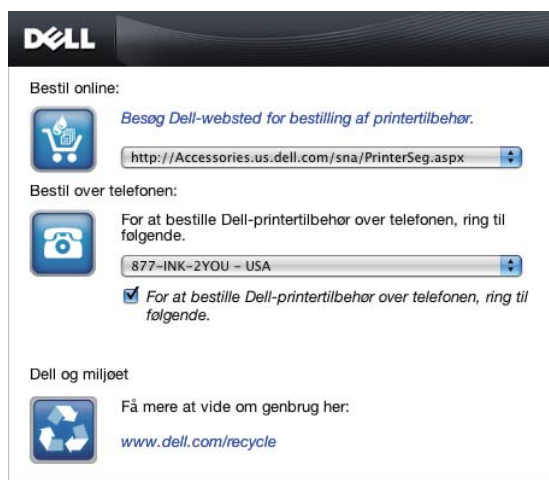 DELL
Bestil online:
Besøg Dell-websted for bestilling af printertilbehør.
http://Accessories.us.dell.com/sna/PrinterSeg.aspx
Bestil over telefonen:
For at bestille Dell-printertilbehør over telefonen, ring til
følgende.
877-INK-2YOU - USA
For at bestille Dell-printertilbehør over telefonen, ring til
følgende.
Dell og miljøet
Få mere at vide om genbrug her:
www.dell.com/recycle